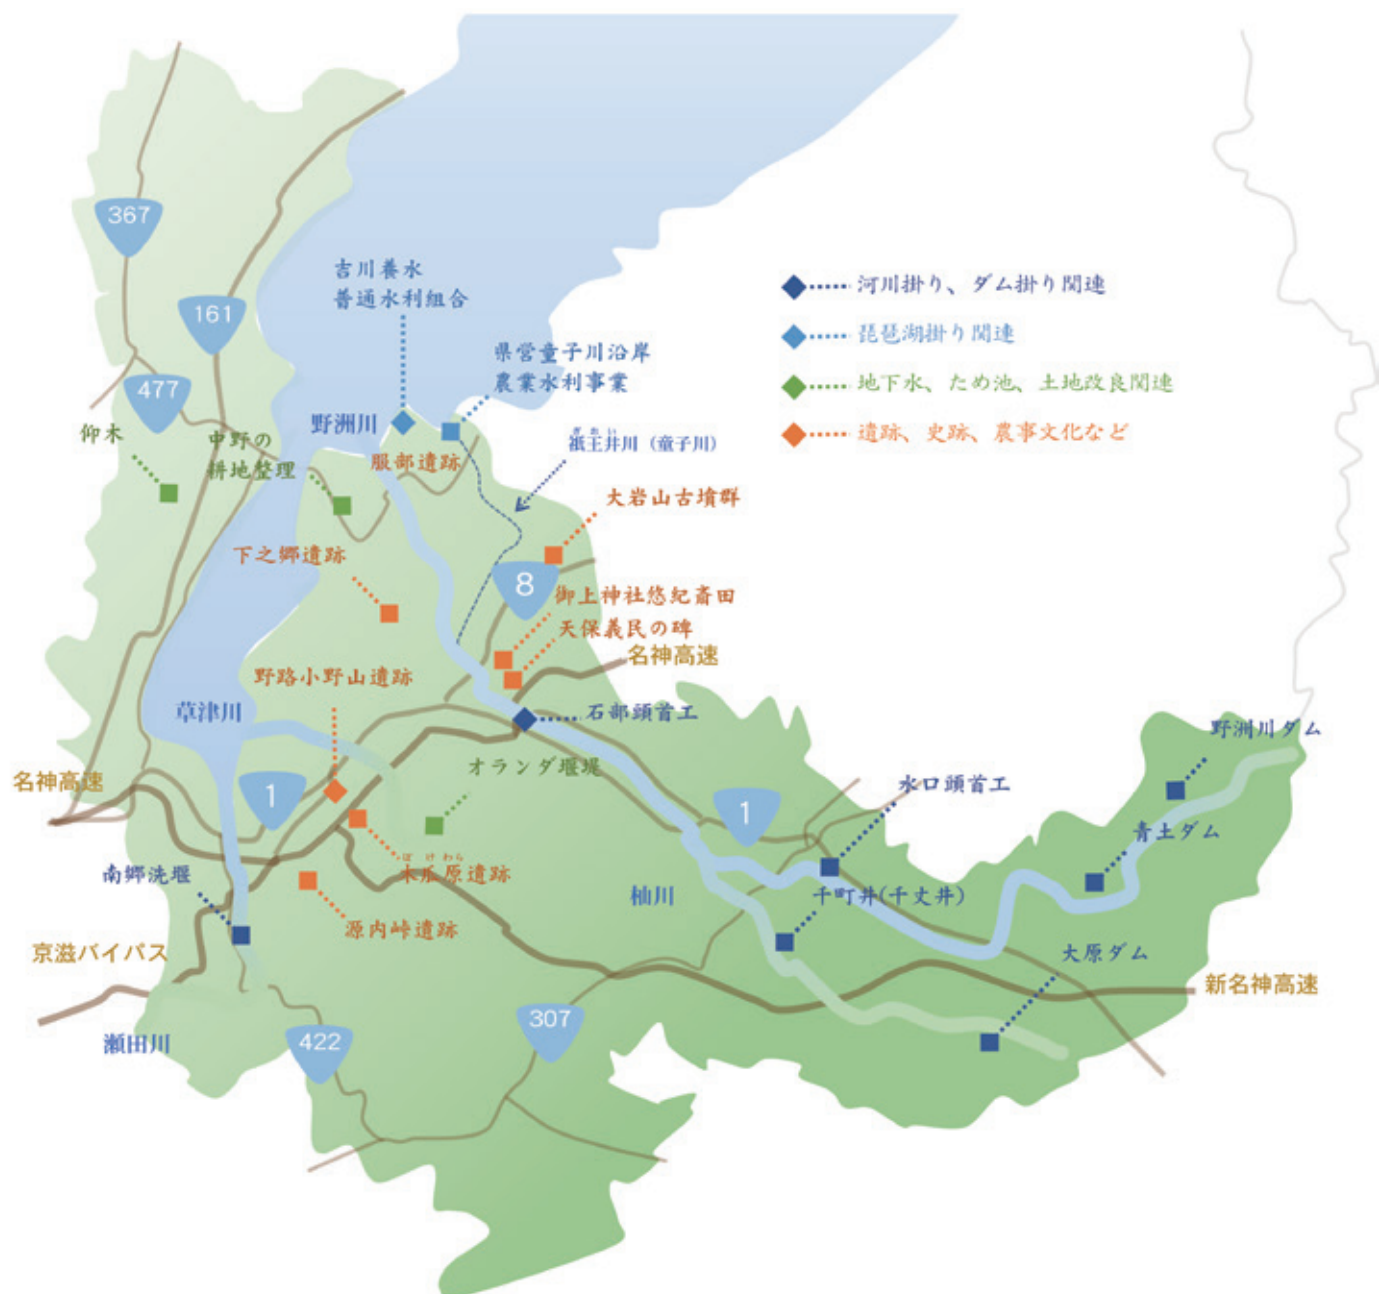 367
吉川養水
普通水利組合
河川掛り、ダム掛り関連
161
琵琶湖掛り関連
県営童子川沿岸
農業水利事業
477
地下水、ため池、土地改良関連
仰木
野洲川
中野の
耕地整理
ぎおい
祇王井川（童子川）
遺跡、史跡、農事文化など
服部遺跡
大岩山古墳群
下之郷遺跡
8
御上神社悠紀斎田
天保義民の碑
名神高速
野路小野山遺跡
草津川
石部頭首工
野洲川ダム
オランダ堰堤
名神高速
1
1
水口頭首工
青土ダム
ぼけわら
木瓜原遺跡
南郷洗堰
杣川
千町井(千丈井)
源内峠遺跡
京滋バイパス
大原ダム
新名神高速
瀬田川
422
307